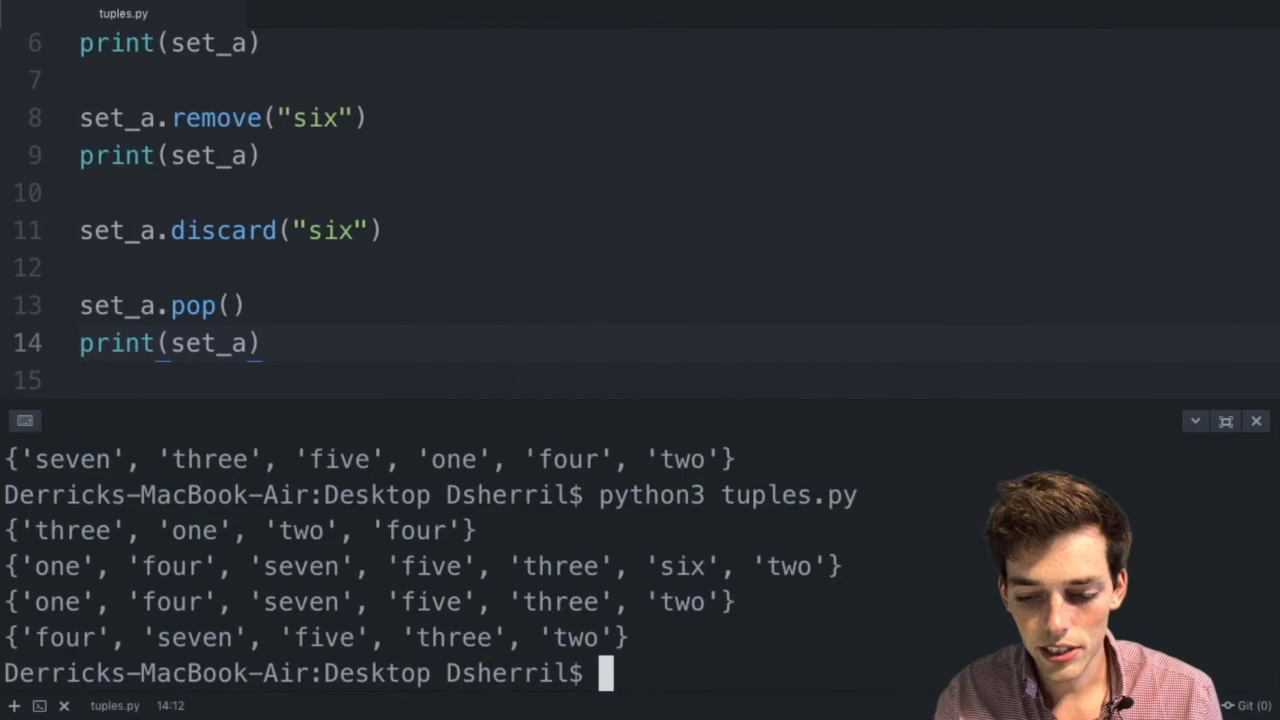 tuples.py
6 print(set_a)
7
8 set_a.remove("six")
9 print(set_a)
10
11 set_a.discard("six")
12
13 set_a.pop()
14 print(set_a)
15
{'seven', 'three', 'five', 'one', 'four', 'two'}
Derricks-MacBook-Air:Desktop Dsherril$ python3 tuples.py
{'three', 'one', 'two', 'four'}
{'one', 'four', 'seven', 'five', 'three', 'six', 'two'}
{'one', 'four', 'seven', 'five', 'three', 'two'}
{'four', 'seven', 'five', 'three', 'two'}
Derricks-MacBook-Air:Desktop Dsherril$
tuples.py 14:12 Git (0)